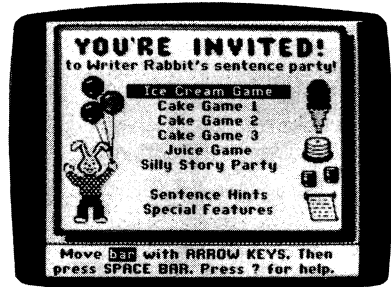 YOU'RE INVITED!
to Writer Rabbit's sentence party!
Ice Cream Game
Cake Game 1
Cake Game 2
Cake Game 3
Juice Game
Silly Story Party
Sentence Hints
Special Features
Move bar with ARROW KEYS. Then
press SPACE BAR. Press ? for help.